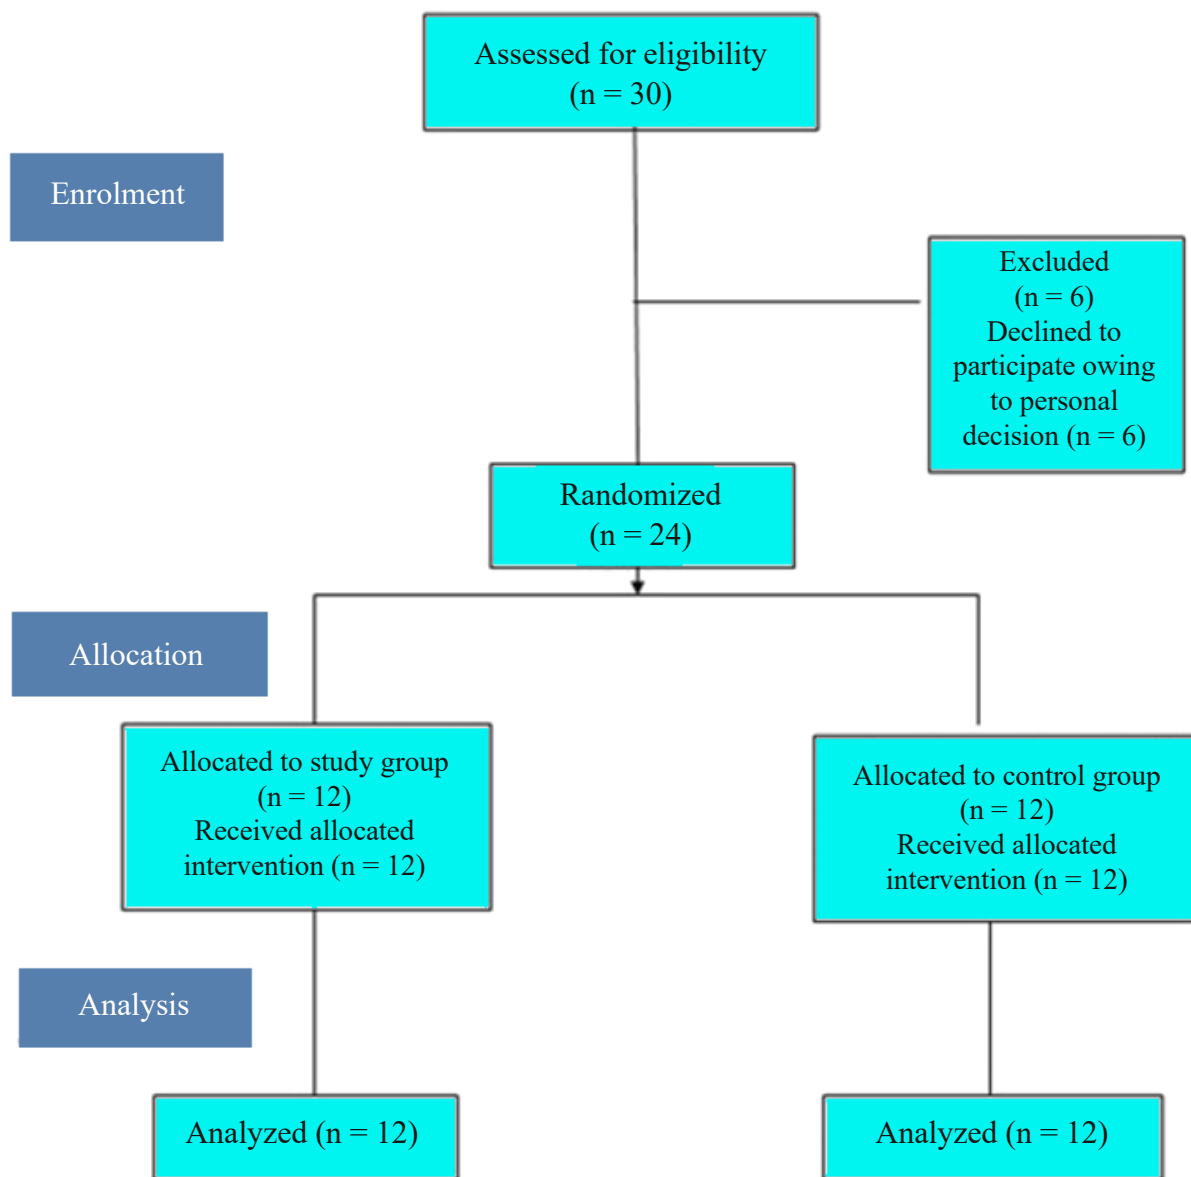 Assessed for eligibility
(n = 30)
Enrolment
Excluded
(n = 6)
Declined to
participate owing
to personal
decision (n = 6)
Randomized
(n = 24)
Allocation
Allocated to study group
(n = 12)
Received allocated
intervention (n = 12)
Allocated to control group
(n = 12)
Received allocated
intervention (n = 12)
Analysis
Analyzed (n = 12)
Analyzed (n = 12)